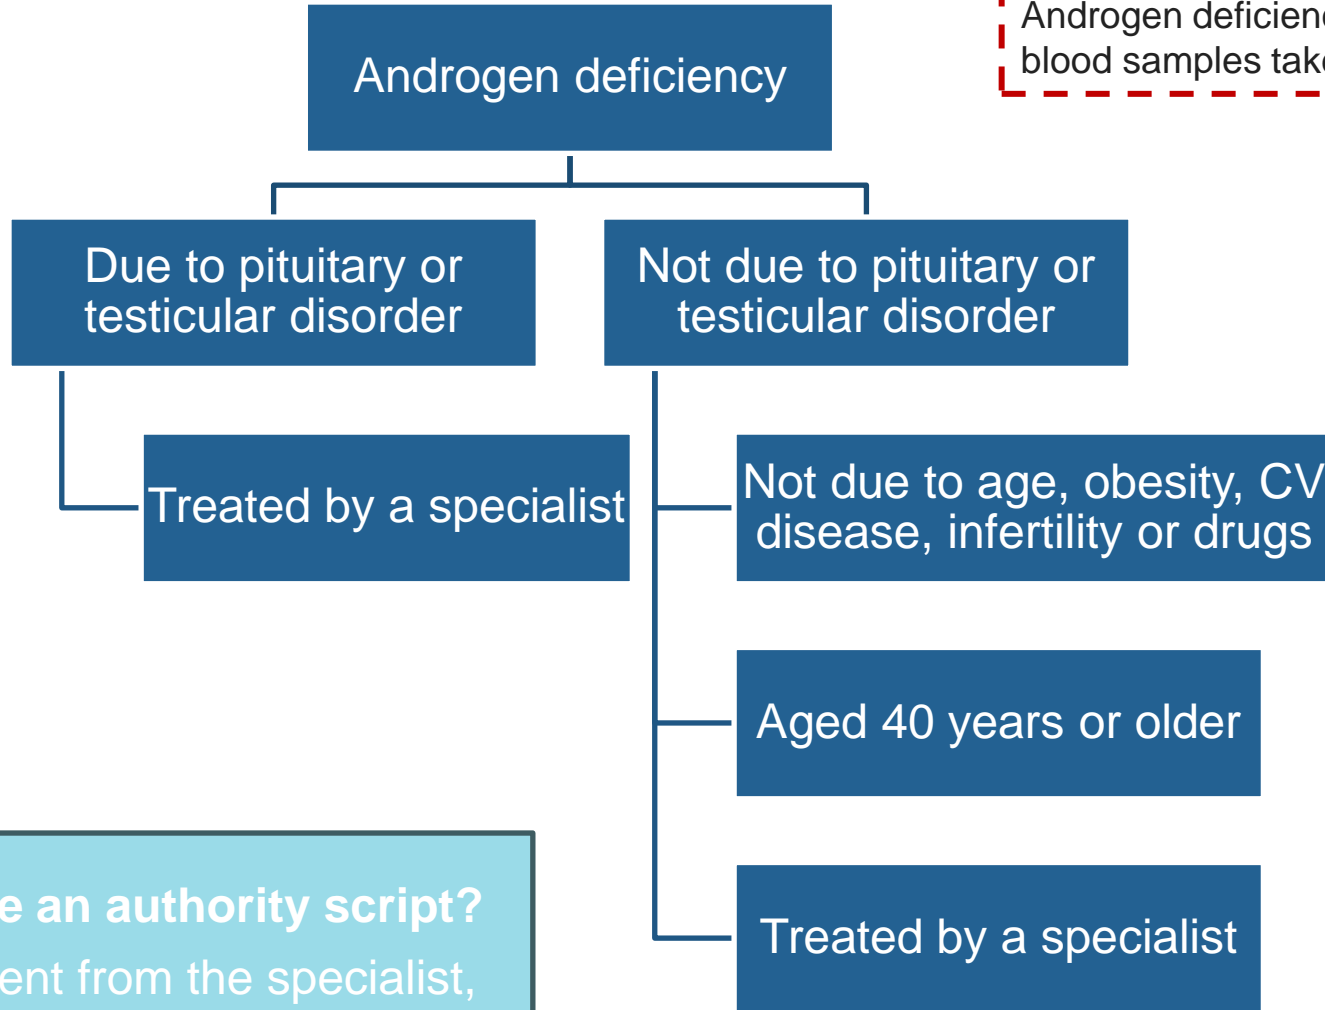 Androgen deficiency
blood samples
Due to pituitary or
testicular disorder
Not due to pituitary or
testicular disorder
Treated by a specialist
Not due to age, obesity, CV
disease, infertility or drugs
Aged 40 years or older
Treated by a specialist
an authority script?
from the specialist,